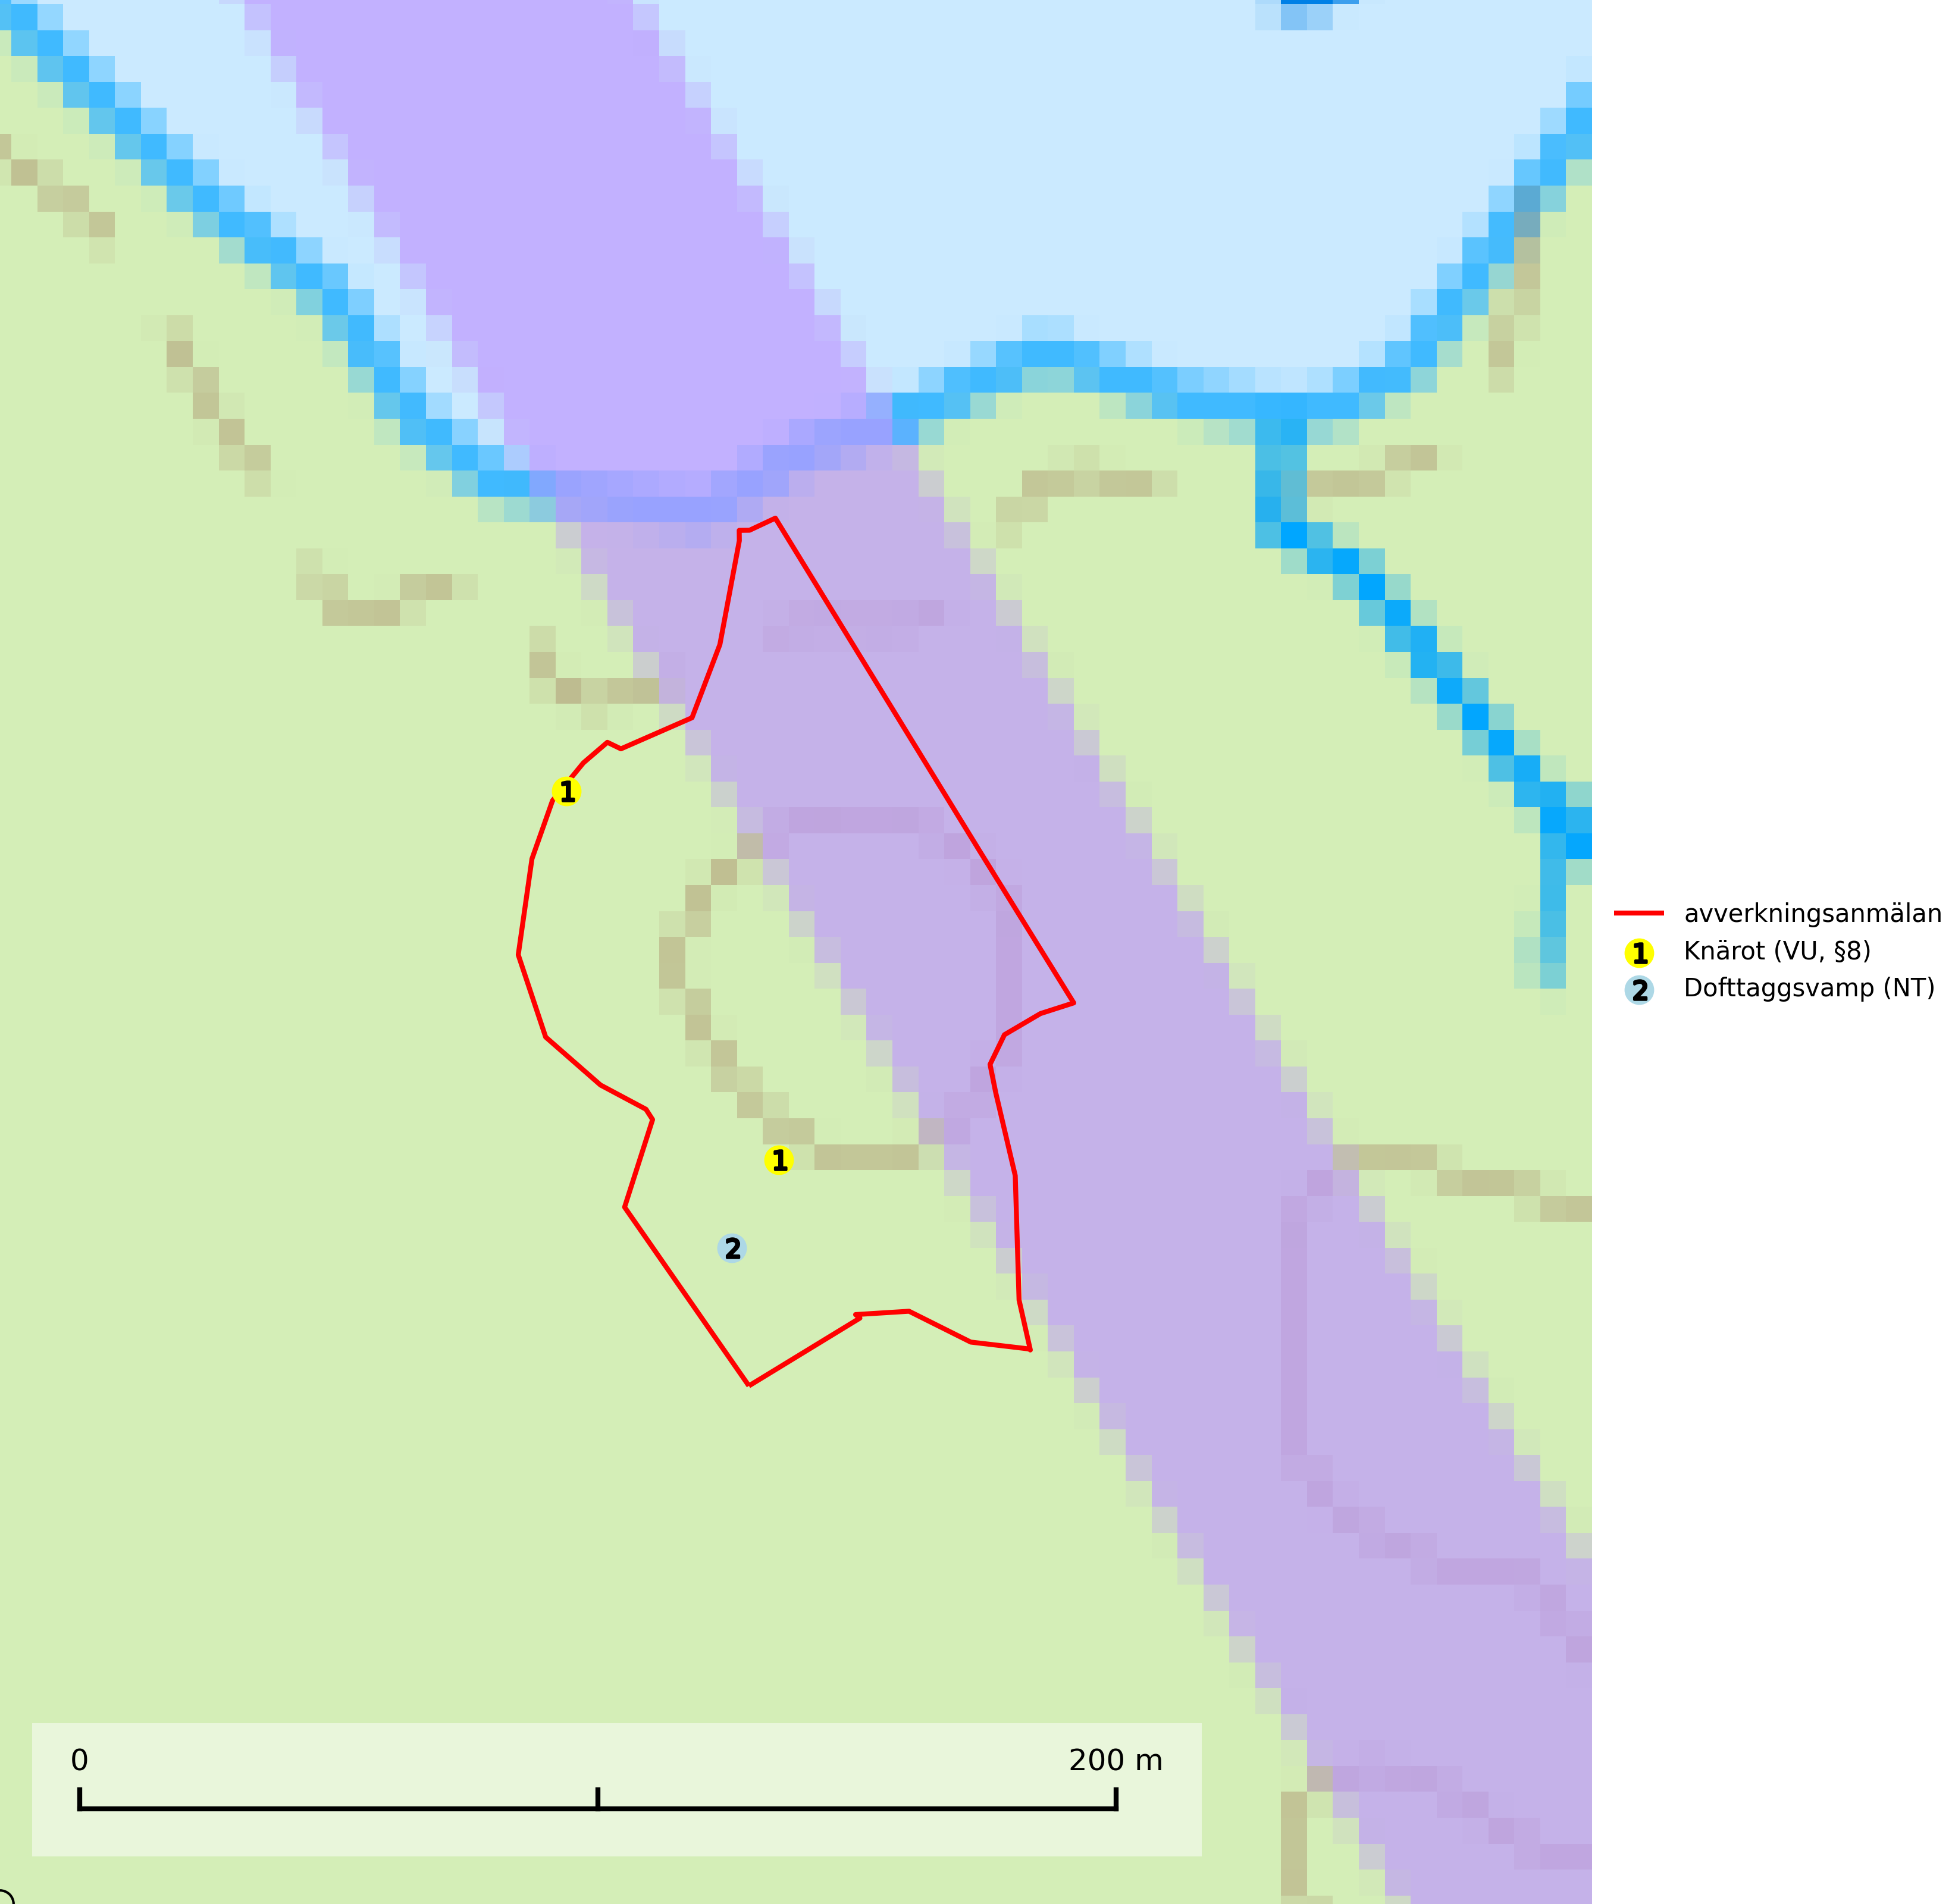 avverkningsanmälan
1 Knärot (VU, §8)
2 Dofttaggsvamp (NT)
1
1
2
0 200 m